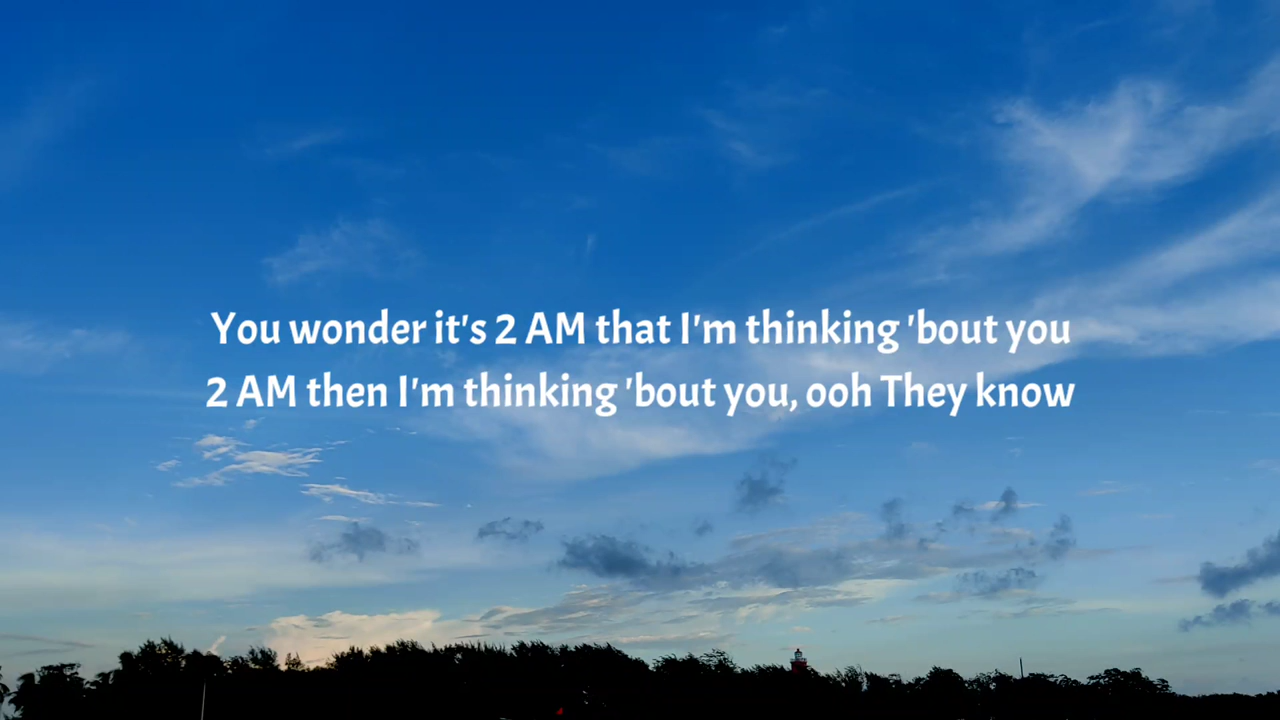 You wonder it's 2 AM that I'm thinking 'bout you
2 AM then I'm thinking 'bout you, ooh They know